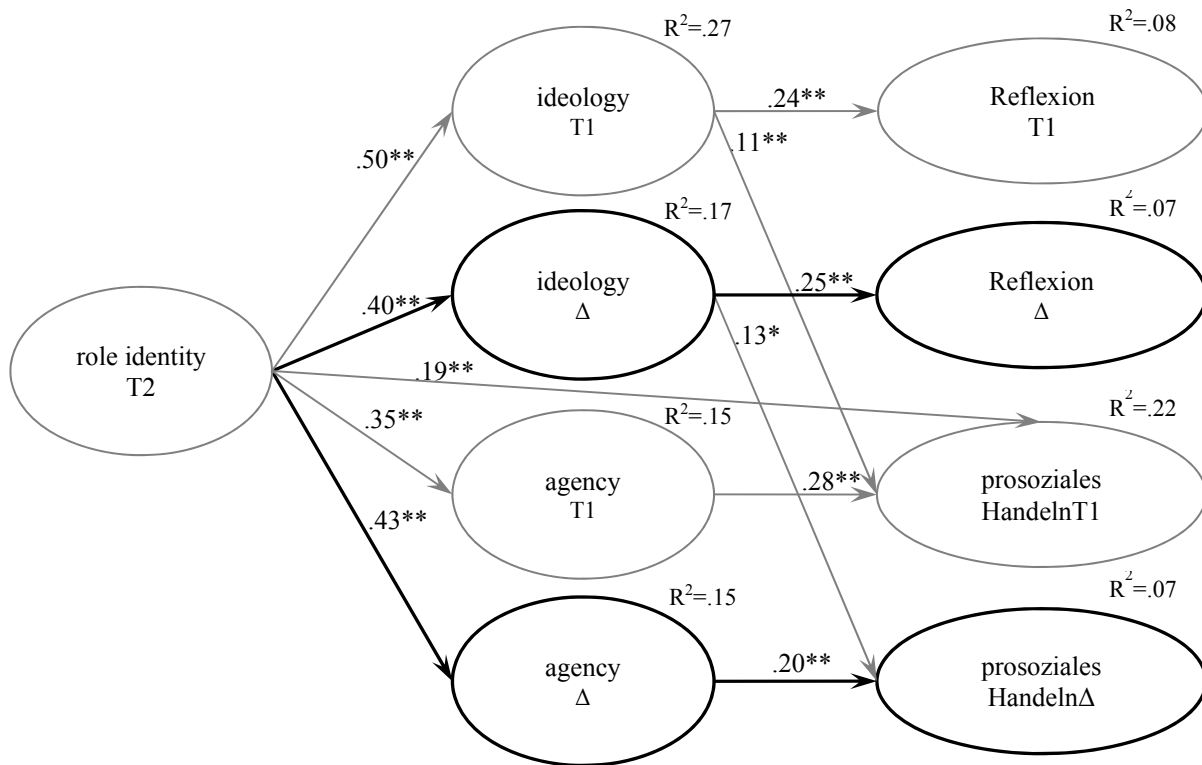 R²=.27
R²=.08
ideology
T1
.24**
Reflexion
T1
.11**
.50**
R²=.17
R²=.07
ideology
Δ
.25**
Reflexion
Δ
.40**
.13*
role identity
T2
.19**
R²=.22
.35**
R²=.15
agency
T1
.28**
prosoziales
HandelnT1
.43**
R²=.15
R²=.07
agency
Δ
.20**
prosoziales
HandelnΔ